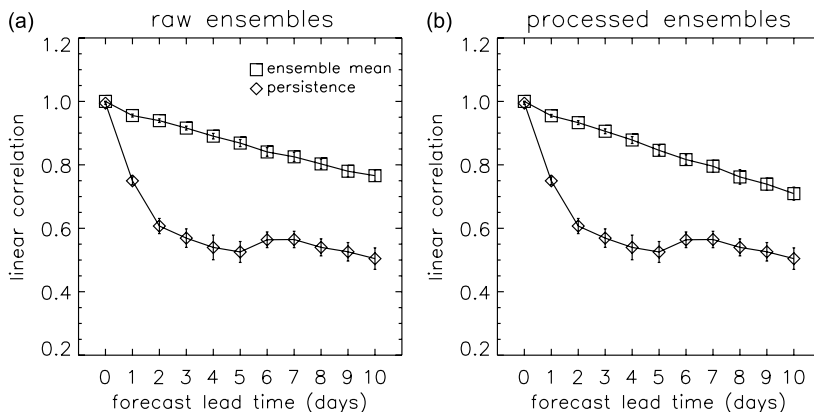 (a) raw ensembles
1.2
1.0
0.8
0.6
0.4
0.2
linear correlation
ensemble mean
persistence
0 1 2 3 4 5 6 7 8 9 10
forecast lead time (days)
(b) processed ensembles
1.2
1.0
0.8
0.6
0.4
0.2
linear correlation
0 1 2 3 4 5 6 7 8 9 10
forecast lead time (days)